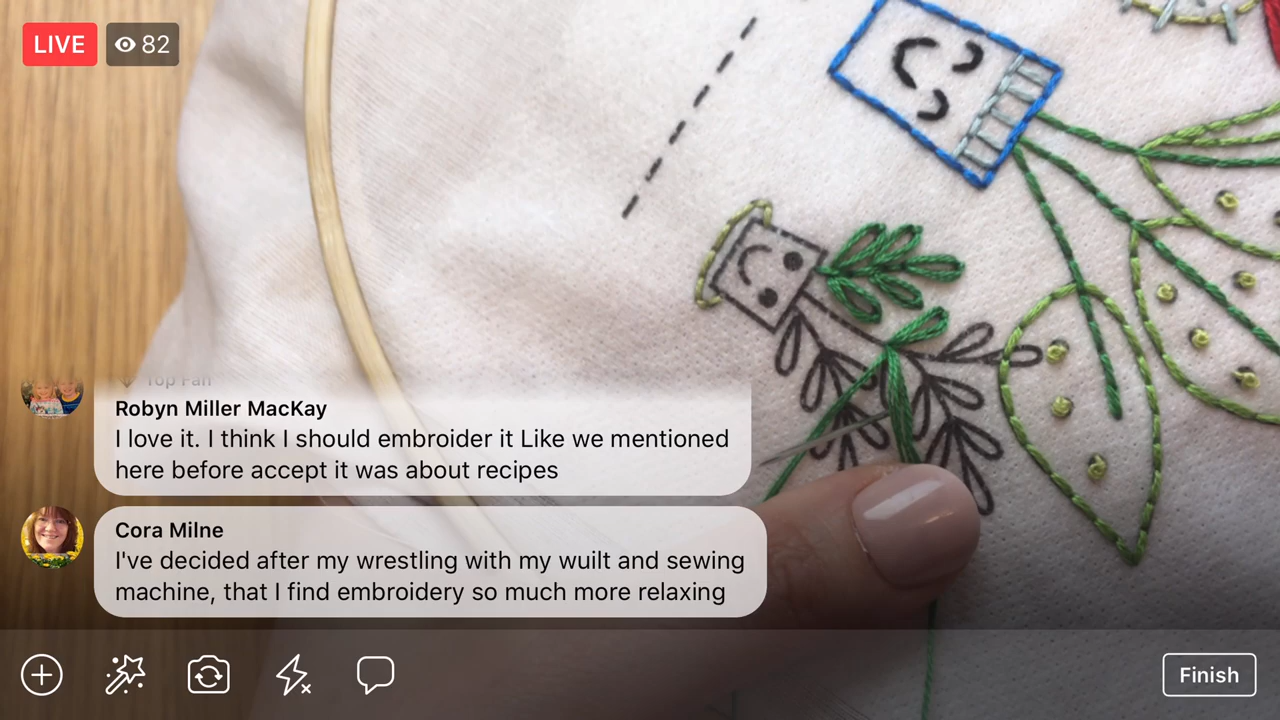 LIVE
82
Top Fan
Robyn Miller MacKay
I love it. I think I should embroider it Like we mentioned
here before accept it was about recipes
Cora Milne
I've decided after my wrestling with my wuilt and sewing
machine, that I find embroidery so much more relaxing
Finish